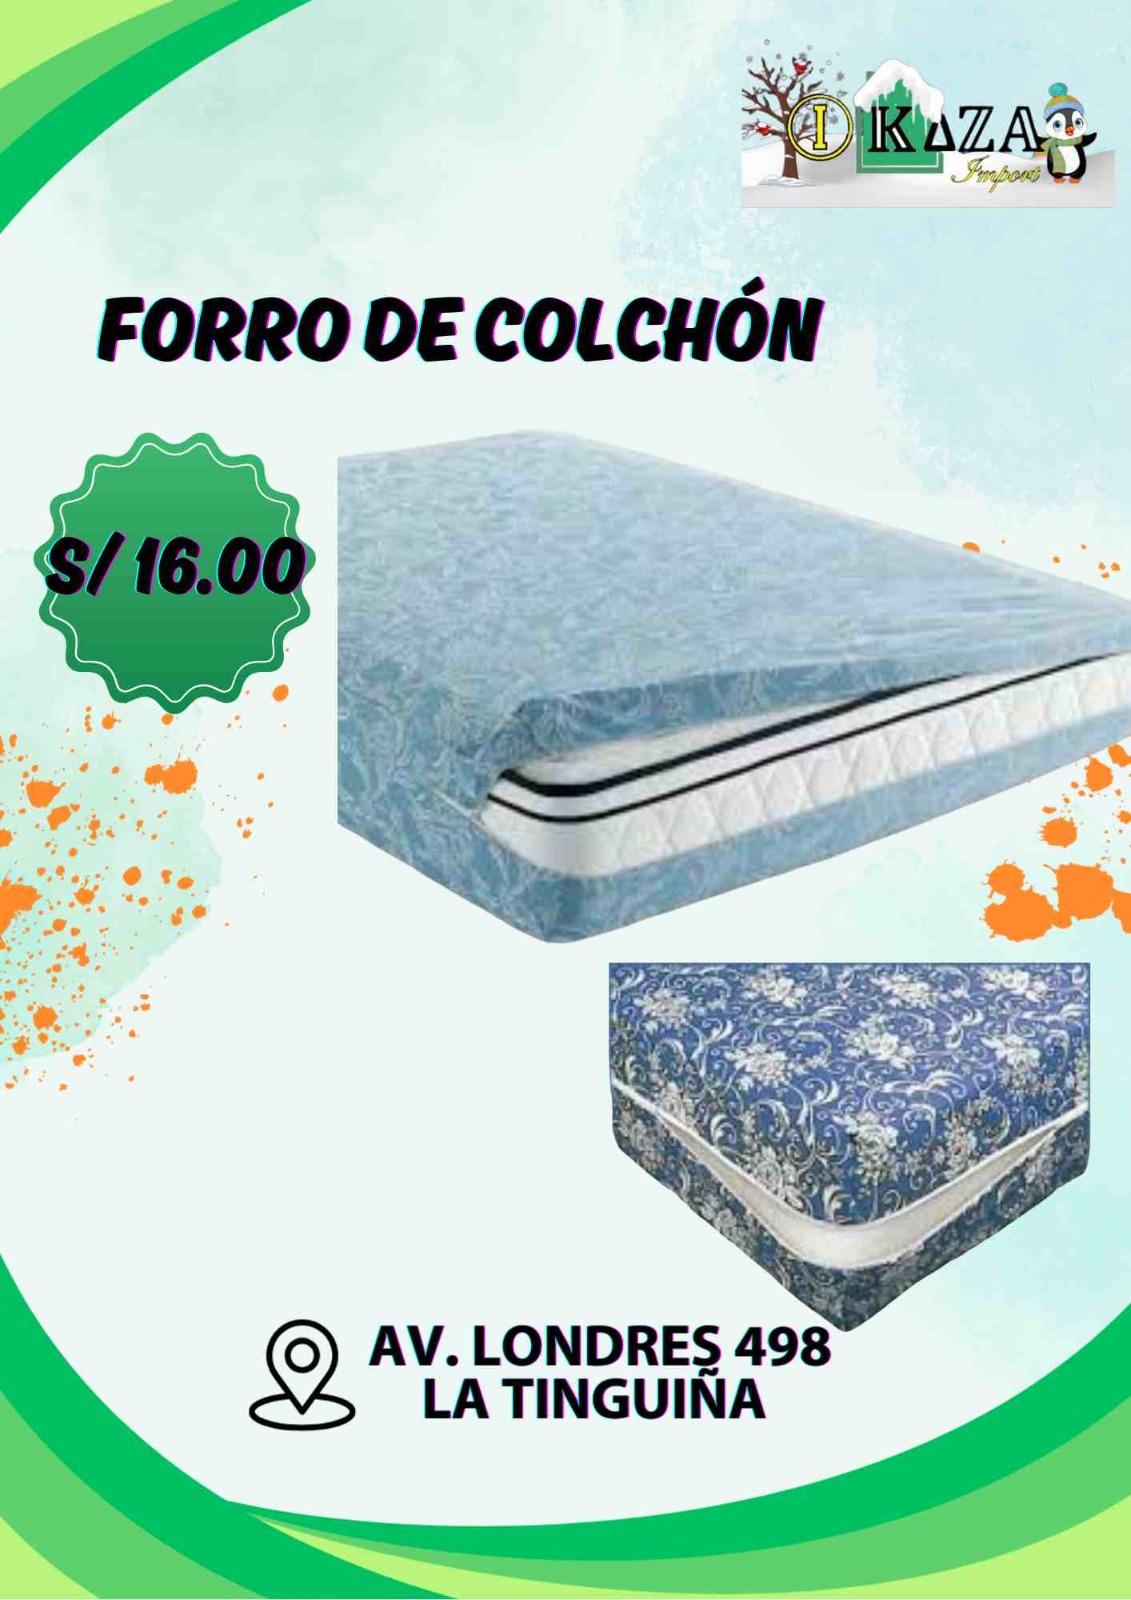 I KAZA
Import
FORRO DE COLCHÓN
S/ 16.00
AV. LONDRES 498
LA TINGUIÑA